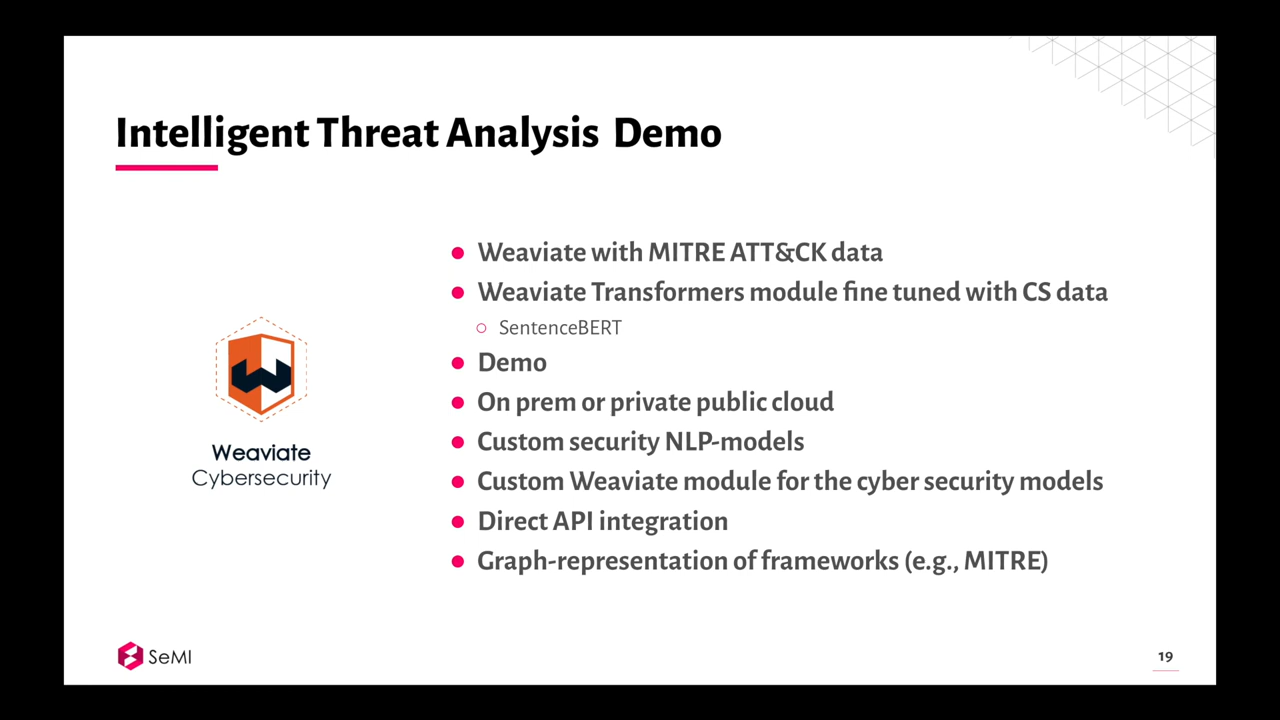 Intelligent Threat Analysis Demo
Weaviate with MITRE ATT&CK data
Weaviate Transformers module fine tuned with CS data
SentenceBERT
Demo
On prem or private public cloud
Custom security NLP-models
Custom Weaviate module for the cyber security models
Direct API integration
Graph-representation of frameworks (e.g., MITRE)
Weaviate
Cybersecurity
SeMI
19